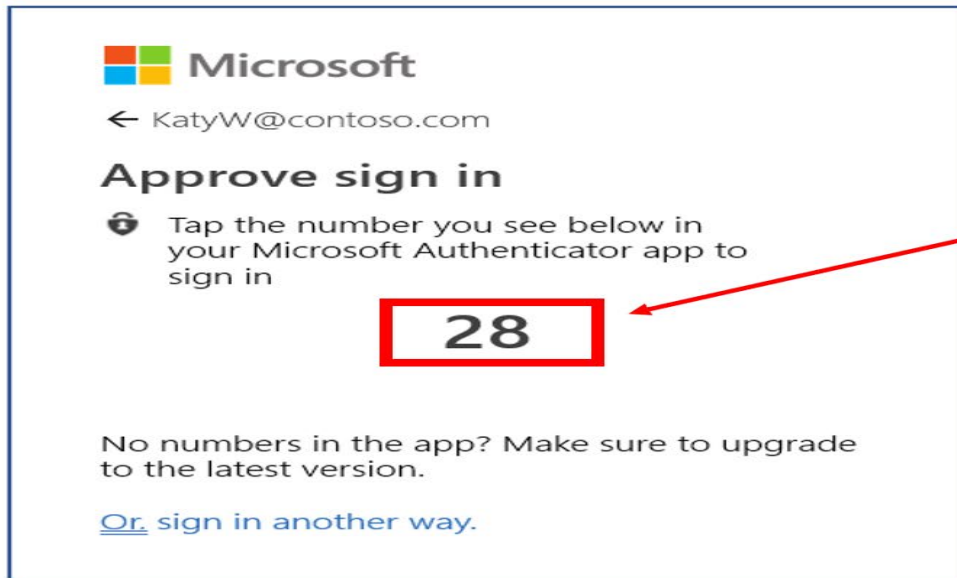 Microsoft
← KatyW@contoso.com
Approve sign in
Tap the number you see below in
your Microsoft Authenticator app to
sign in
28
No numbers in the app? Make sure to upgrade
to the latest version.
Or. sign in another way.